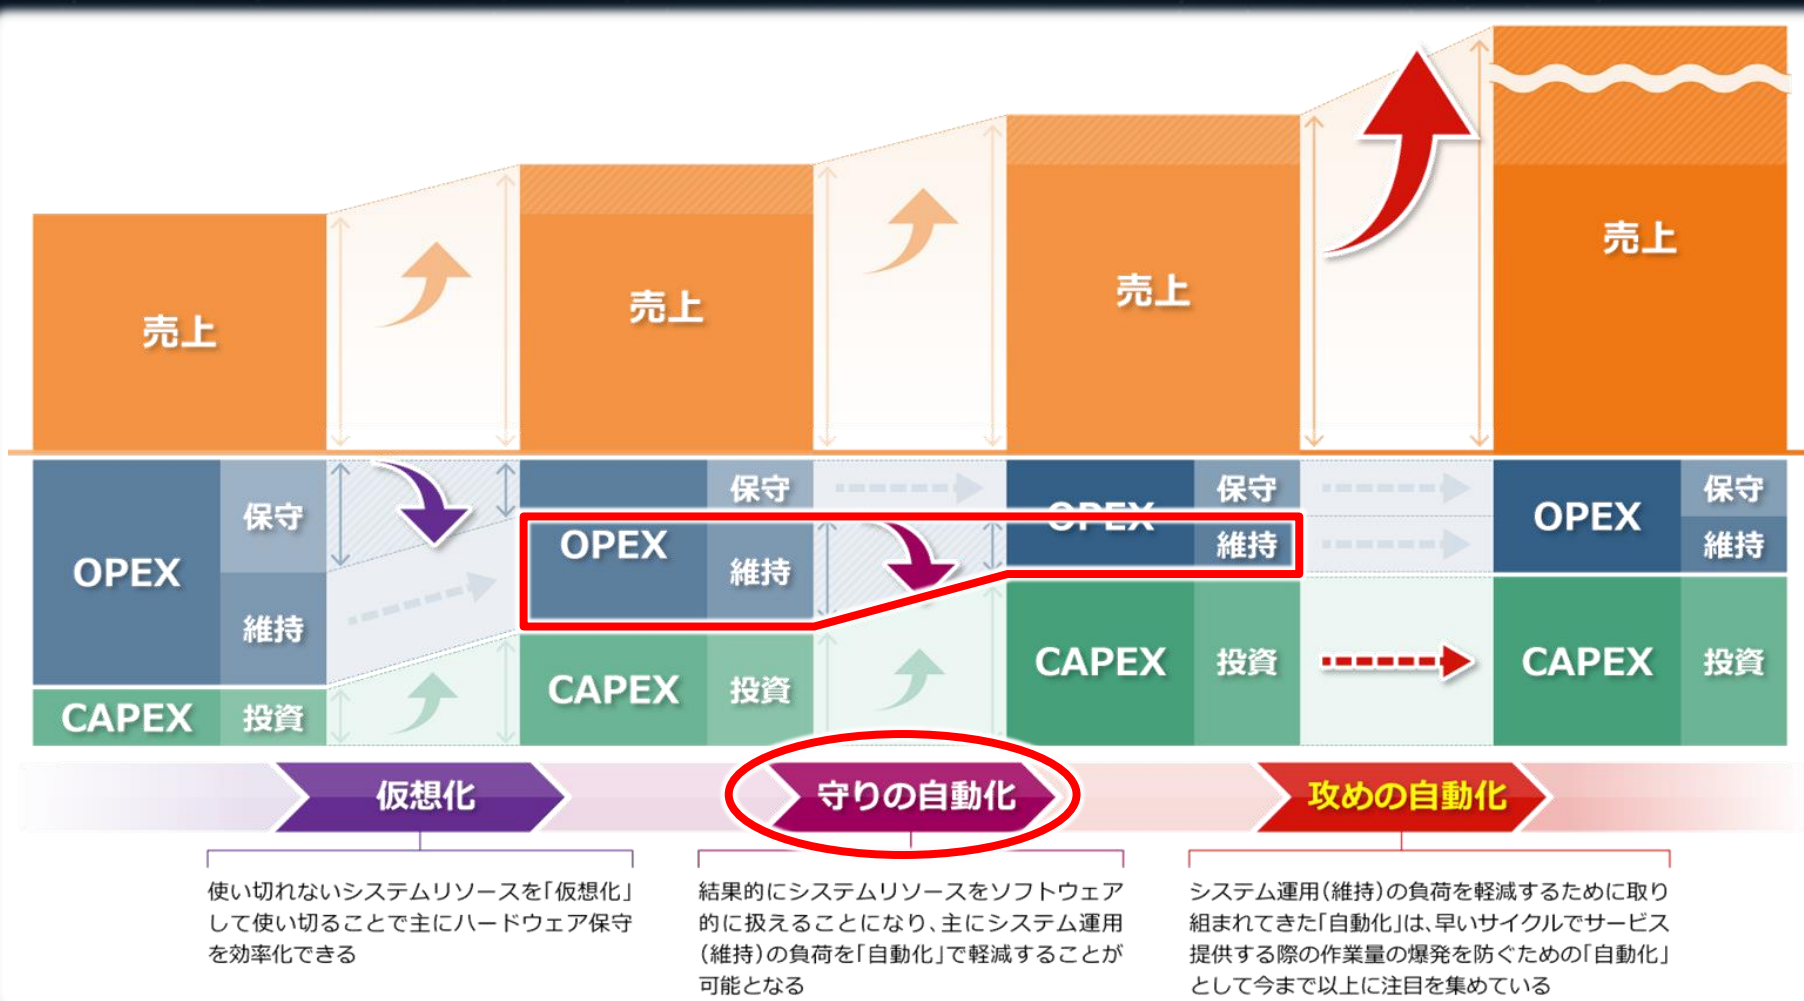 売上
売上
売上
売上
OPEX
保守
維持
CAPEX
投資
OPEX
保守
維持
CAPEX
投資
OPEX
保守
維持
CAPEX
投資
OPEX
保守
維持
CAPEX
投資
仮想化
守りの自動化
攻めの自動化
使い切れないシステムリソースを「仮想化」
して使い切ることで主にハードウェア保守
を効率化できる
結果的にシステムリソースをソフトウェア
的に扱えることになり、主にシステム運用
(維持)の負荷を「自動化」で軽減することが
可能となる
システム運用(維持)の負荷を軽減するために取り
組まれてきた「自動化」は、早いサイクルでサービス
提供する際の作業量の爆発を防ぐための「自動化」
として今まで以上に注目を集めている